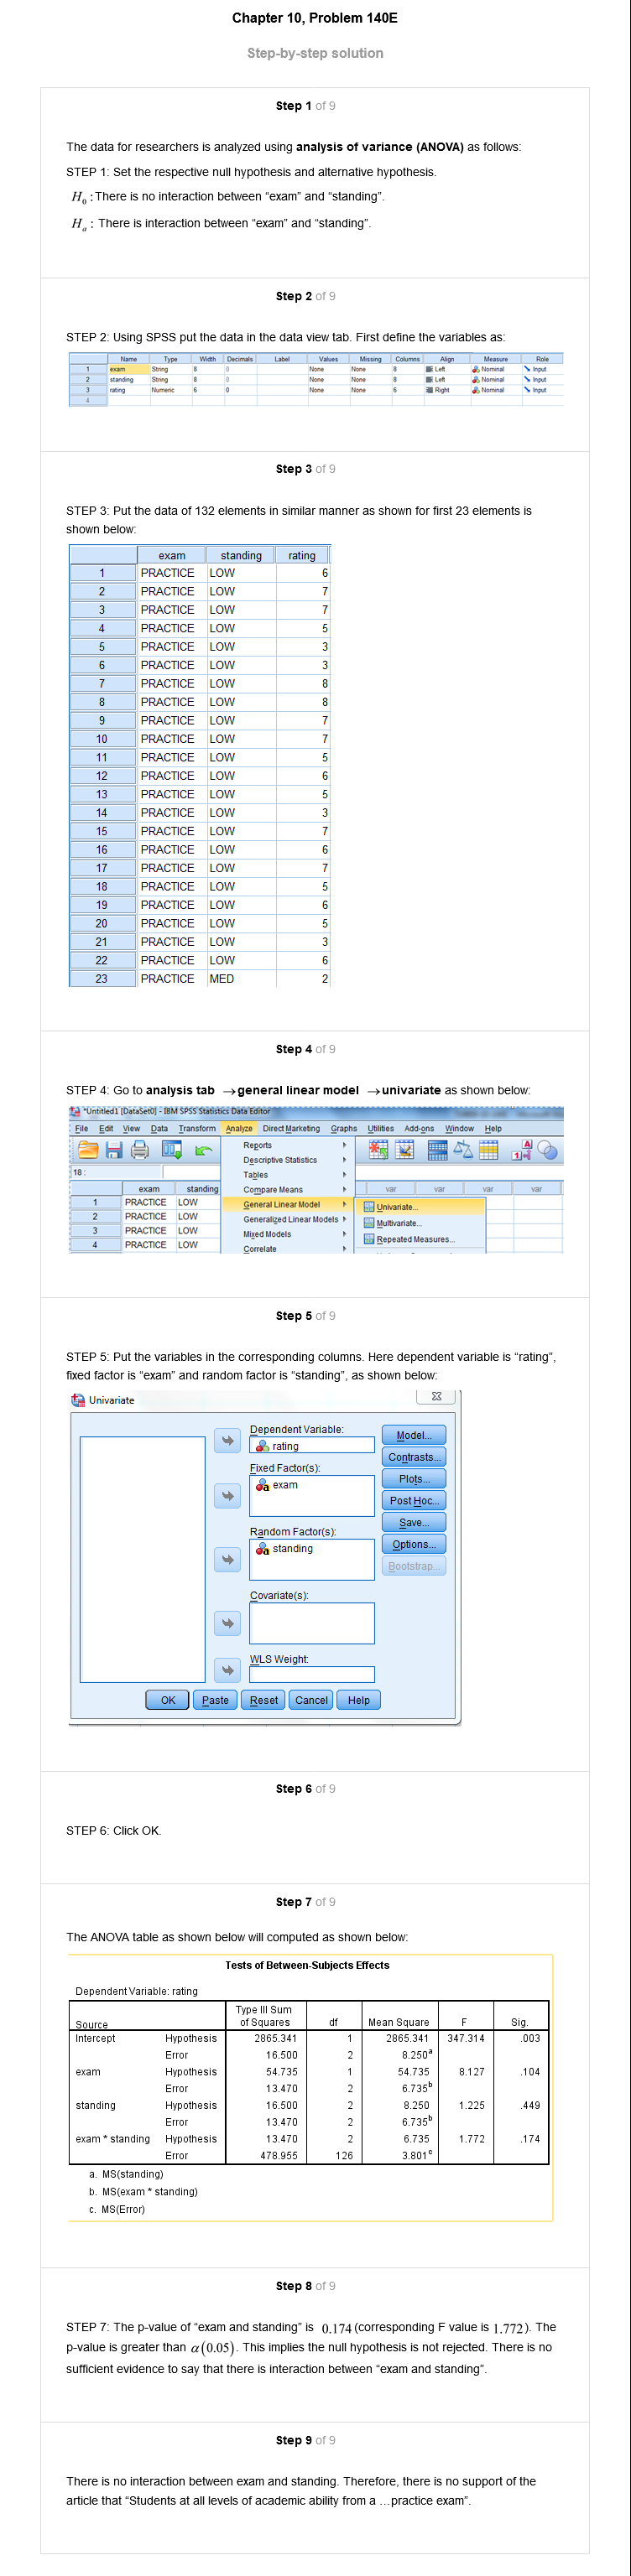 Chapter 10, Problem 140E
Step-by-step solution
Step 1 of 9
The data for researchers is analyzed using analysis of variance (ANOVA) as follows:
STEP 1: Set the respective null hypothesis and alternative hypothesis.
H₀ : There is no interaction between “exam” and “standing”.
Hₐ : There is interaction between “exam” and “standing”.
Step 2 of 9
STEP 2: Using SPSS put the data in the data view tab. First define the variables as:
Name Type Width Decimals Label Values Missing Columns Align Measure Role
1 exam String 8 0 None None 8 Left Nominal Input
2 standing String 8 0 None None 8 Left Nominal Input
3 rating Numeric 6 0 None None 6 Right Nominal Input
4
Step 3 of 9
STEP 3: Put the data of 132 elements in similar manner as shown for first 23 elements is
shown below:
exam standing rating
1 PRACTICE LOW 6
2 PRACTICE LOW 7
3 PRACTICE LOW 7
4 PRACTICE LOW 5
5 PRACTICE LOW 3
6 PRACTICE LOW 3
7 PRACTICE LOW 8
8 PRACTICE LOW 8
9 PRACTICE LOW 7
10 PRACTICE LOW 7
11 PRACTICE LOW 5
12 PRACTICE LOW 6
13 PRACTICE LOW 5
14 PRACTICE LOW 3
15 PRACTICE LOW 7
16 PRACTICE LOW 6
17 PRACTICE LOW 7
18 PRACTICE LOW 5
19 PRACTICE LOW 6
20 PRACTICE LOW 5
21 PRACTICE LOW 3
22 PRACTICE LOW 6
23 PRACTICE MED 2
Step 4 of 9
STEP 4: Go to analysis tab →general linear model →univariate as shown below:
*Untitled1 [DataSet0] - IBM SPSS Statistics Data Editor
File Edit View Data Transform Analyze Direct Marketing Graphs Utilities Add-ons Window Help
Reports
Descriptive Statistics
18 :
Tables
exam standing Compare Means var var var var
1 PRACTICE LOW General Linear Model Univariate...
2 PRACTICE LOW Generalized Linear Models Multivariate...
3 PRACTICE LOW Mixed Models Repeated Measures...
4 PRACTICE LOW Correlate
Step 5 of 9
STEP 5: Put the variables in the corresponding columns. Here dependent variable is “rating”,
fixed factor is “exam” and random factor is “standing”, as shown below:
Univariate
Dependent Variable:
rating
Model...
Contrasts...
Fixed Factor(s):
exam
Plots...
Post Hoc...
Save...
Random Factor(s):
standing
Options...
Bootstrap...
Covariate(s):
WLS Weight:
OK Paste Reset Cancel Help
Step 6 of 9
STEP 6: Click OK.
Step 7 of 9
The ANOVA table as shown below will computed as shown below:
Tests of Between-Subjects Effects
Dependent Variable: rating
Source Type III Sum of Squares df Mean Square F Sig.
Intercept Hypothesis 2865.341 1 2865.341 347.314 .003
Error 16.500 2 8.250a
exam Hypothesis 54.735 1 54.735 8.127 .104
Error 13.470 2 6.735b
standing Hypothesis 16.500 2 8.250 1.225 .449
Error 13.470 2 6.735b
exam * standing Hypothesis 13.470 2 6.735 1.772 .174
Error 478.955 126 3.801c
a. MS(standing)
b. MS(exam * standing)
c. MS(Error)
Step 8 of 9
STEP 7: The p-value of “exam and standing” is 0.174 (corresponding F value is 1.772). The
p-value is greater than α(0.05). This implies the null hypothesis is not rejected. There is no
sufficient evidence to say that there is interaction between “exam and standing”.
Step 9 of 9
There is no interaction between exam and standing. Therefore, there is no support of the
article that “Students at all levels of academic ability from a …practice exam”.